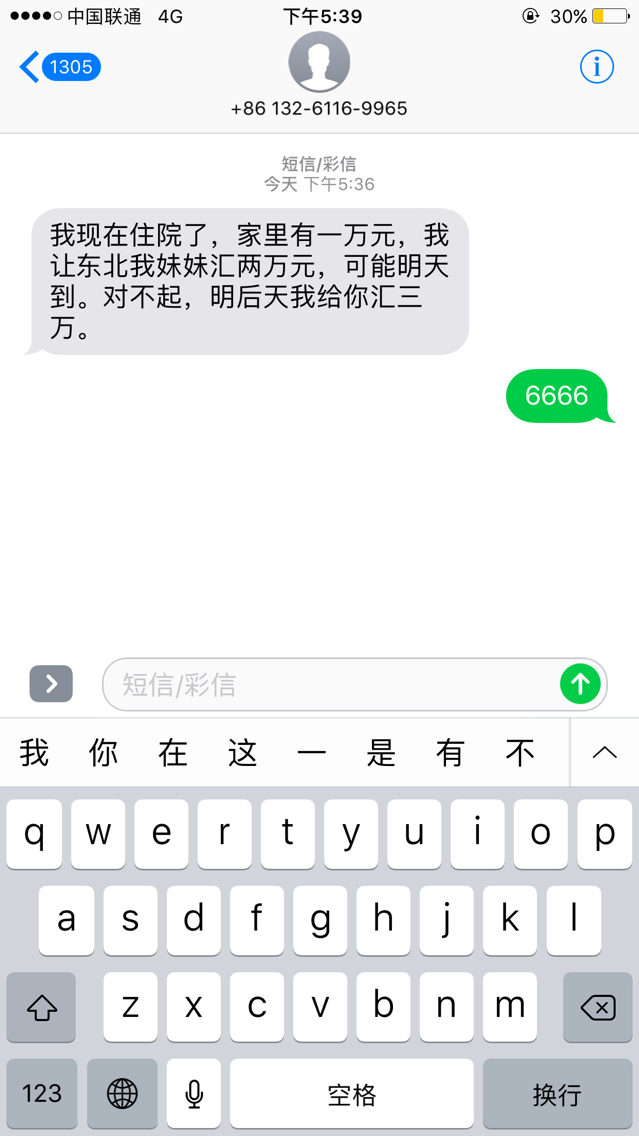 中国联通 4G 下午5:39 30%
1305
+86 132-6116-9965
短信/彩信
今天 下午5:36
我现在住院了，家里有一万元，我
让东北我妹妹汇两万元，可能明天
到。对不起，明后天我给你汇三
万。
6666
短信/彩信
我 你 在 这 一 是 有 不
q w e r t y u i o p
a s d f g h j k l
z x c v b n m
123 空格 换行